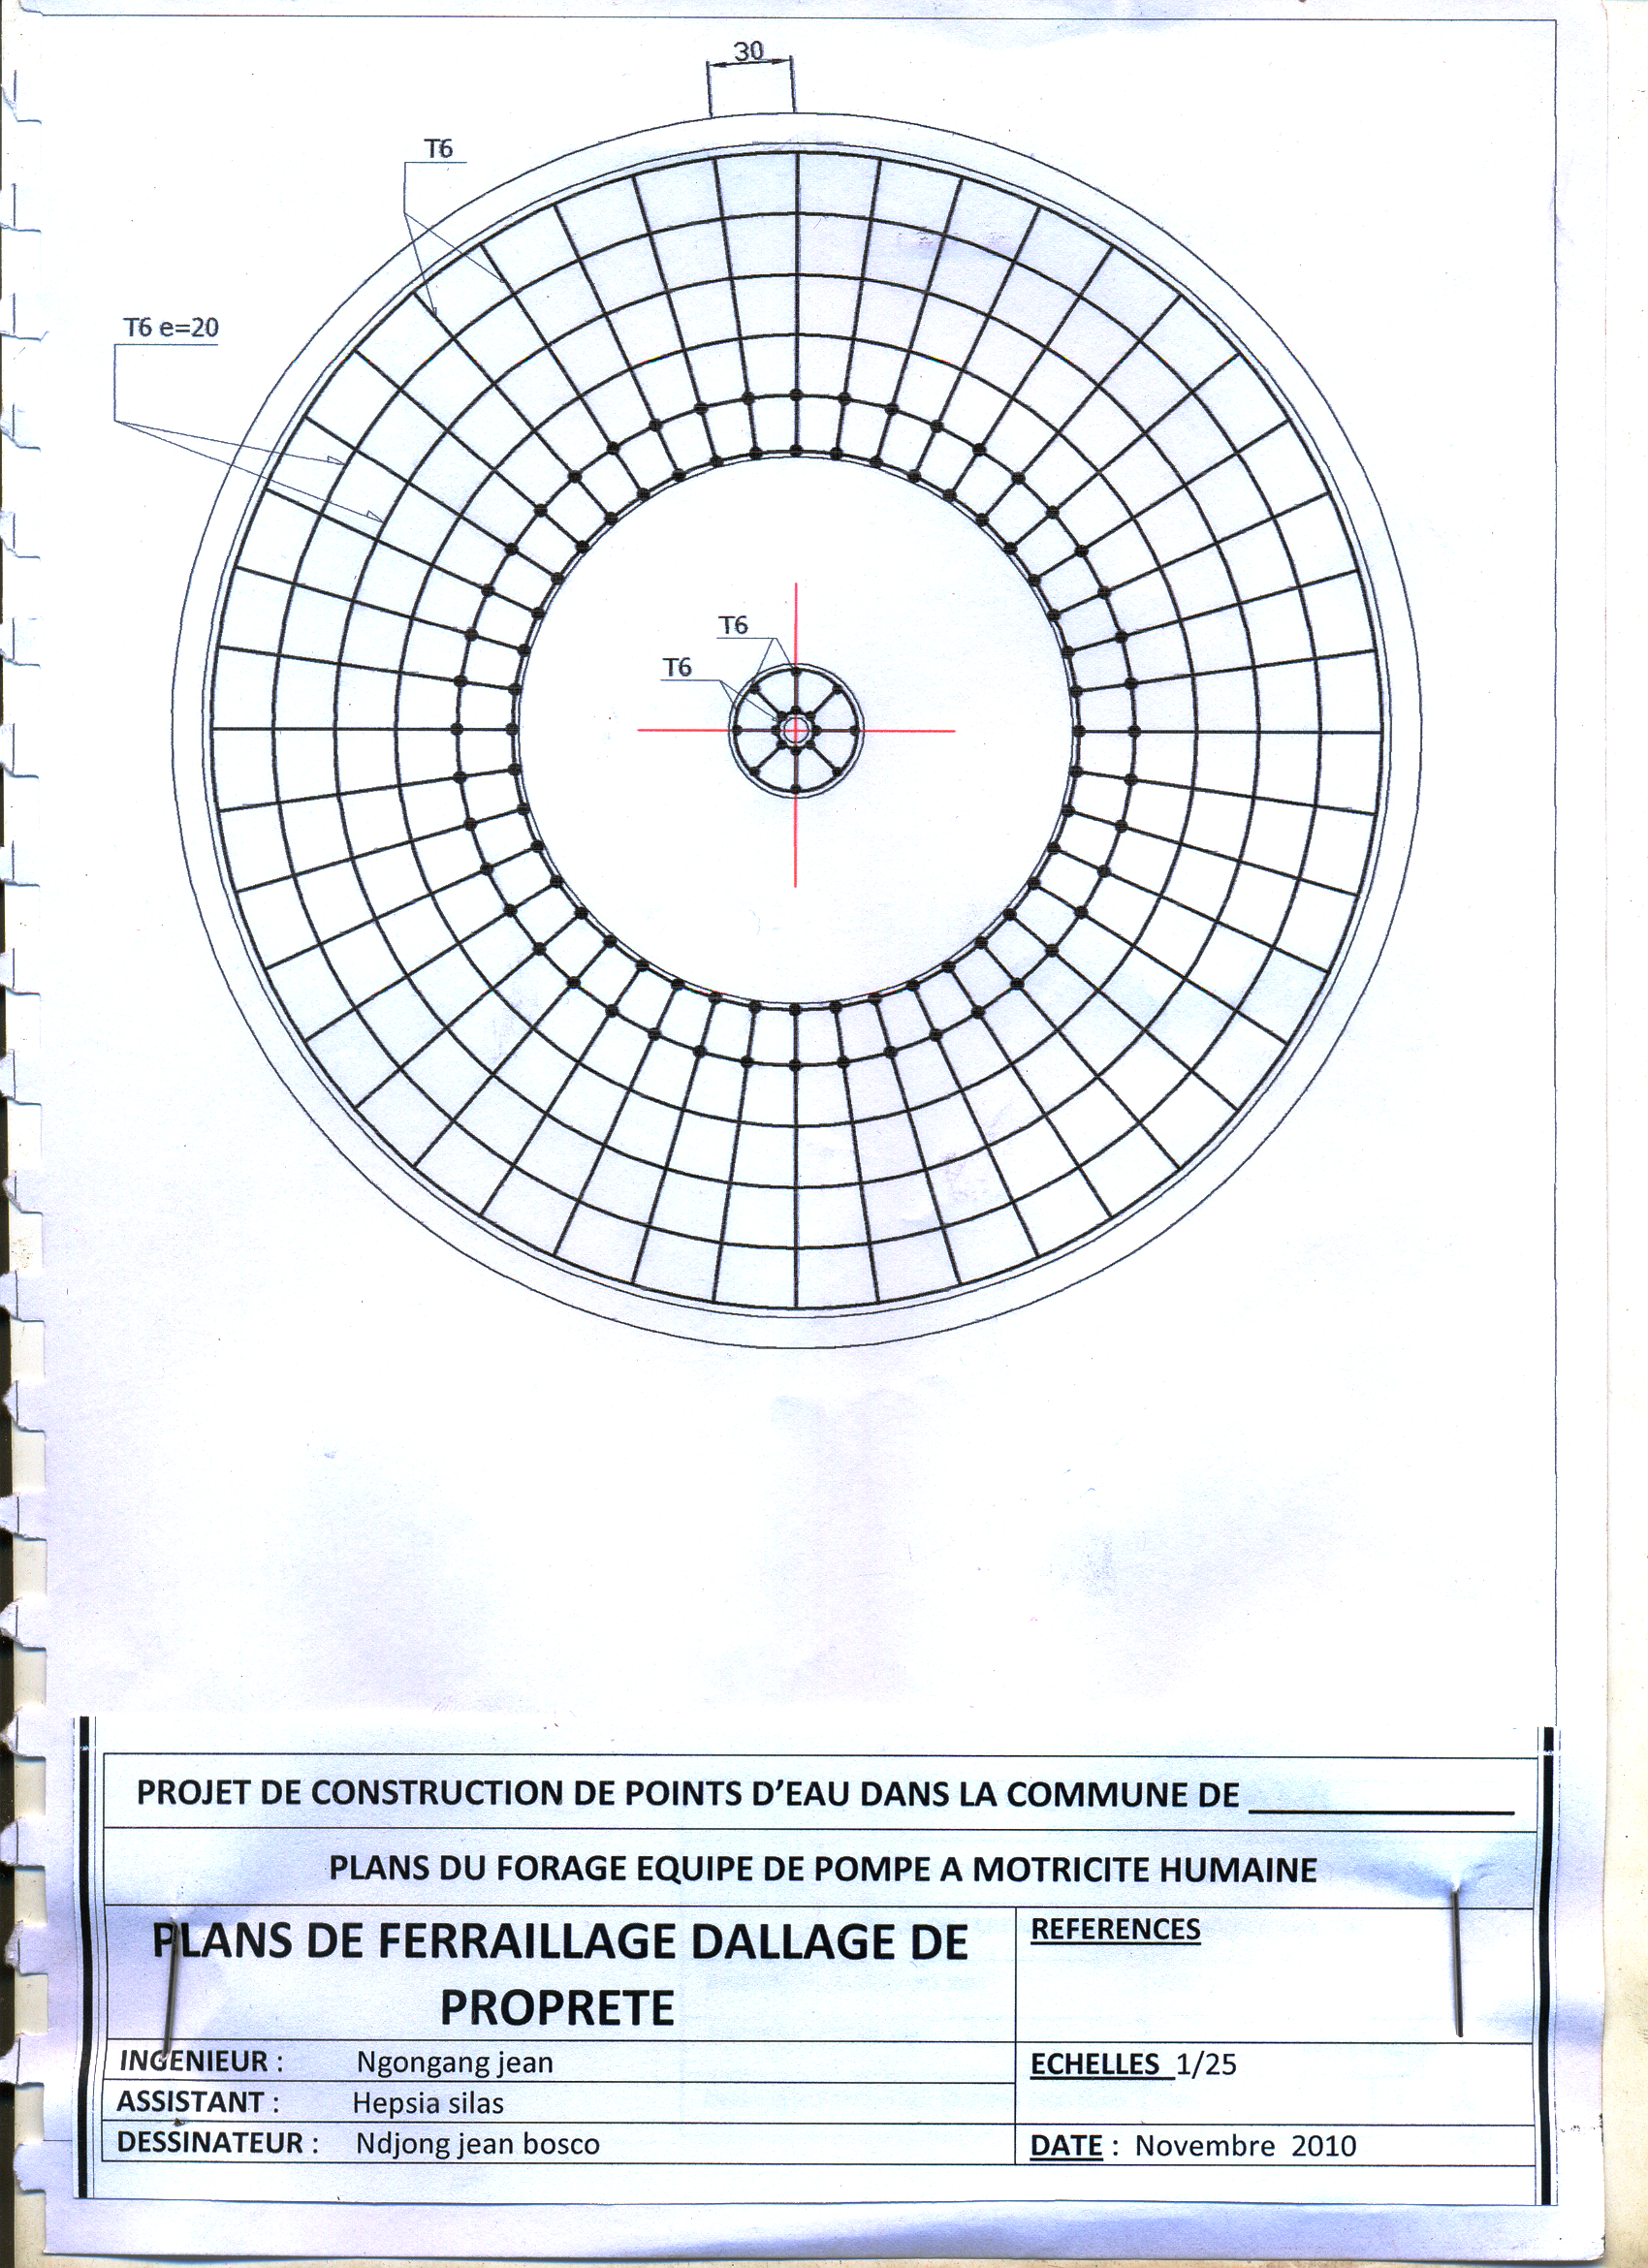 30
T6
T6 e=20
T6
T6
PROJET DE CONSTRUCTION DE POINTS D’EAU DANS LA COMMUNE DE
PLANS DU FORAGE EQUIPE DE POMPE A MOTRICITE HUMAINE
PLANS DE FERRAILLAGE DALLAGE DE
PROPRETE
REFERENCES
INGENIEUR : Ngongang jean
ECHELLES 1/25
ASSISTANT : Hepsia silas
DESSINATEUR : Ndjong jean bosco
DATE : Novembre 2010